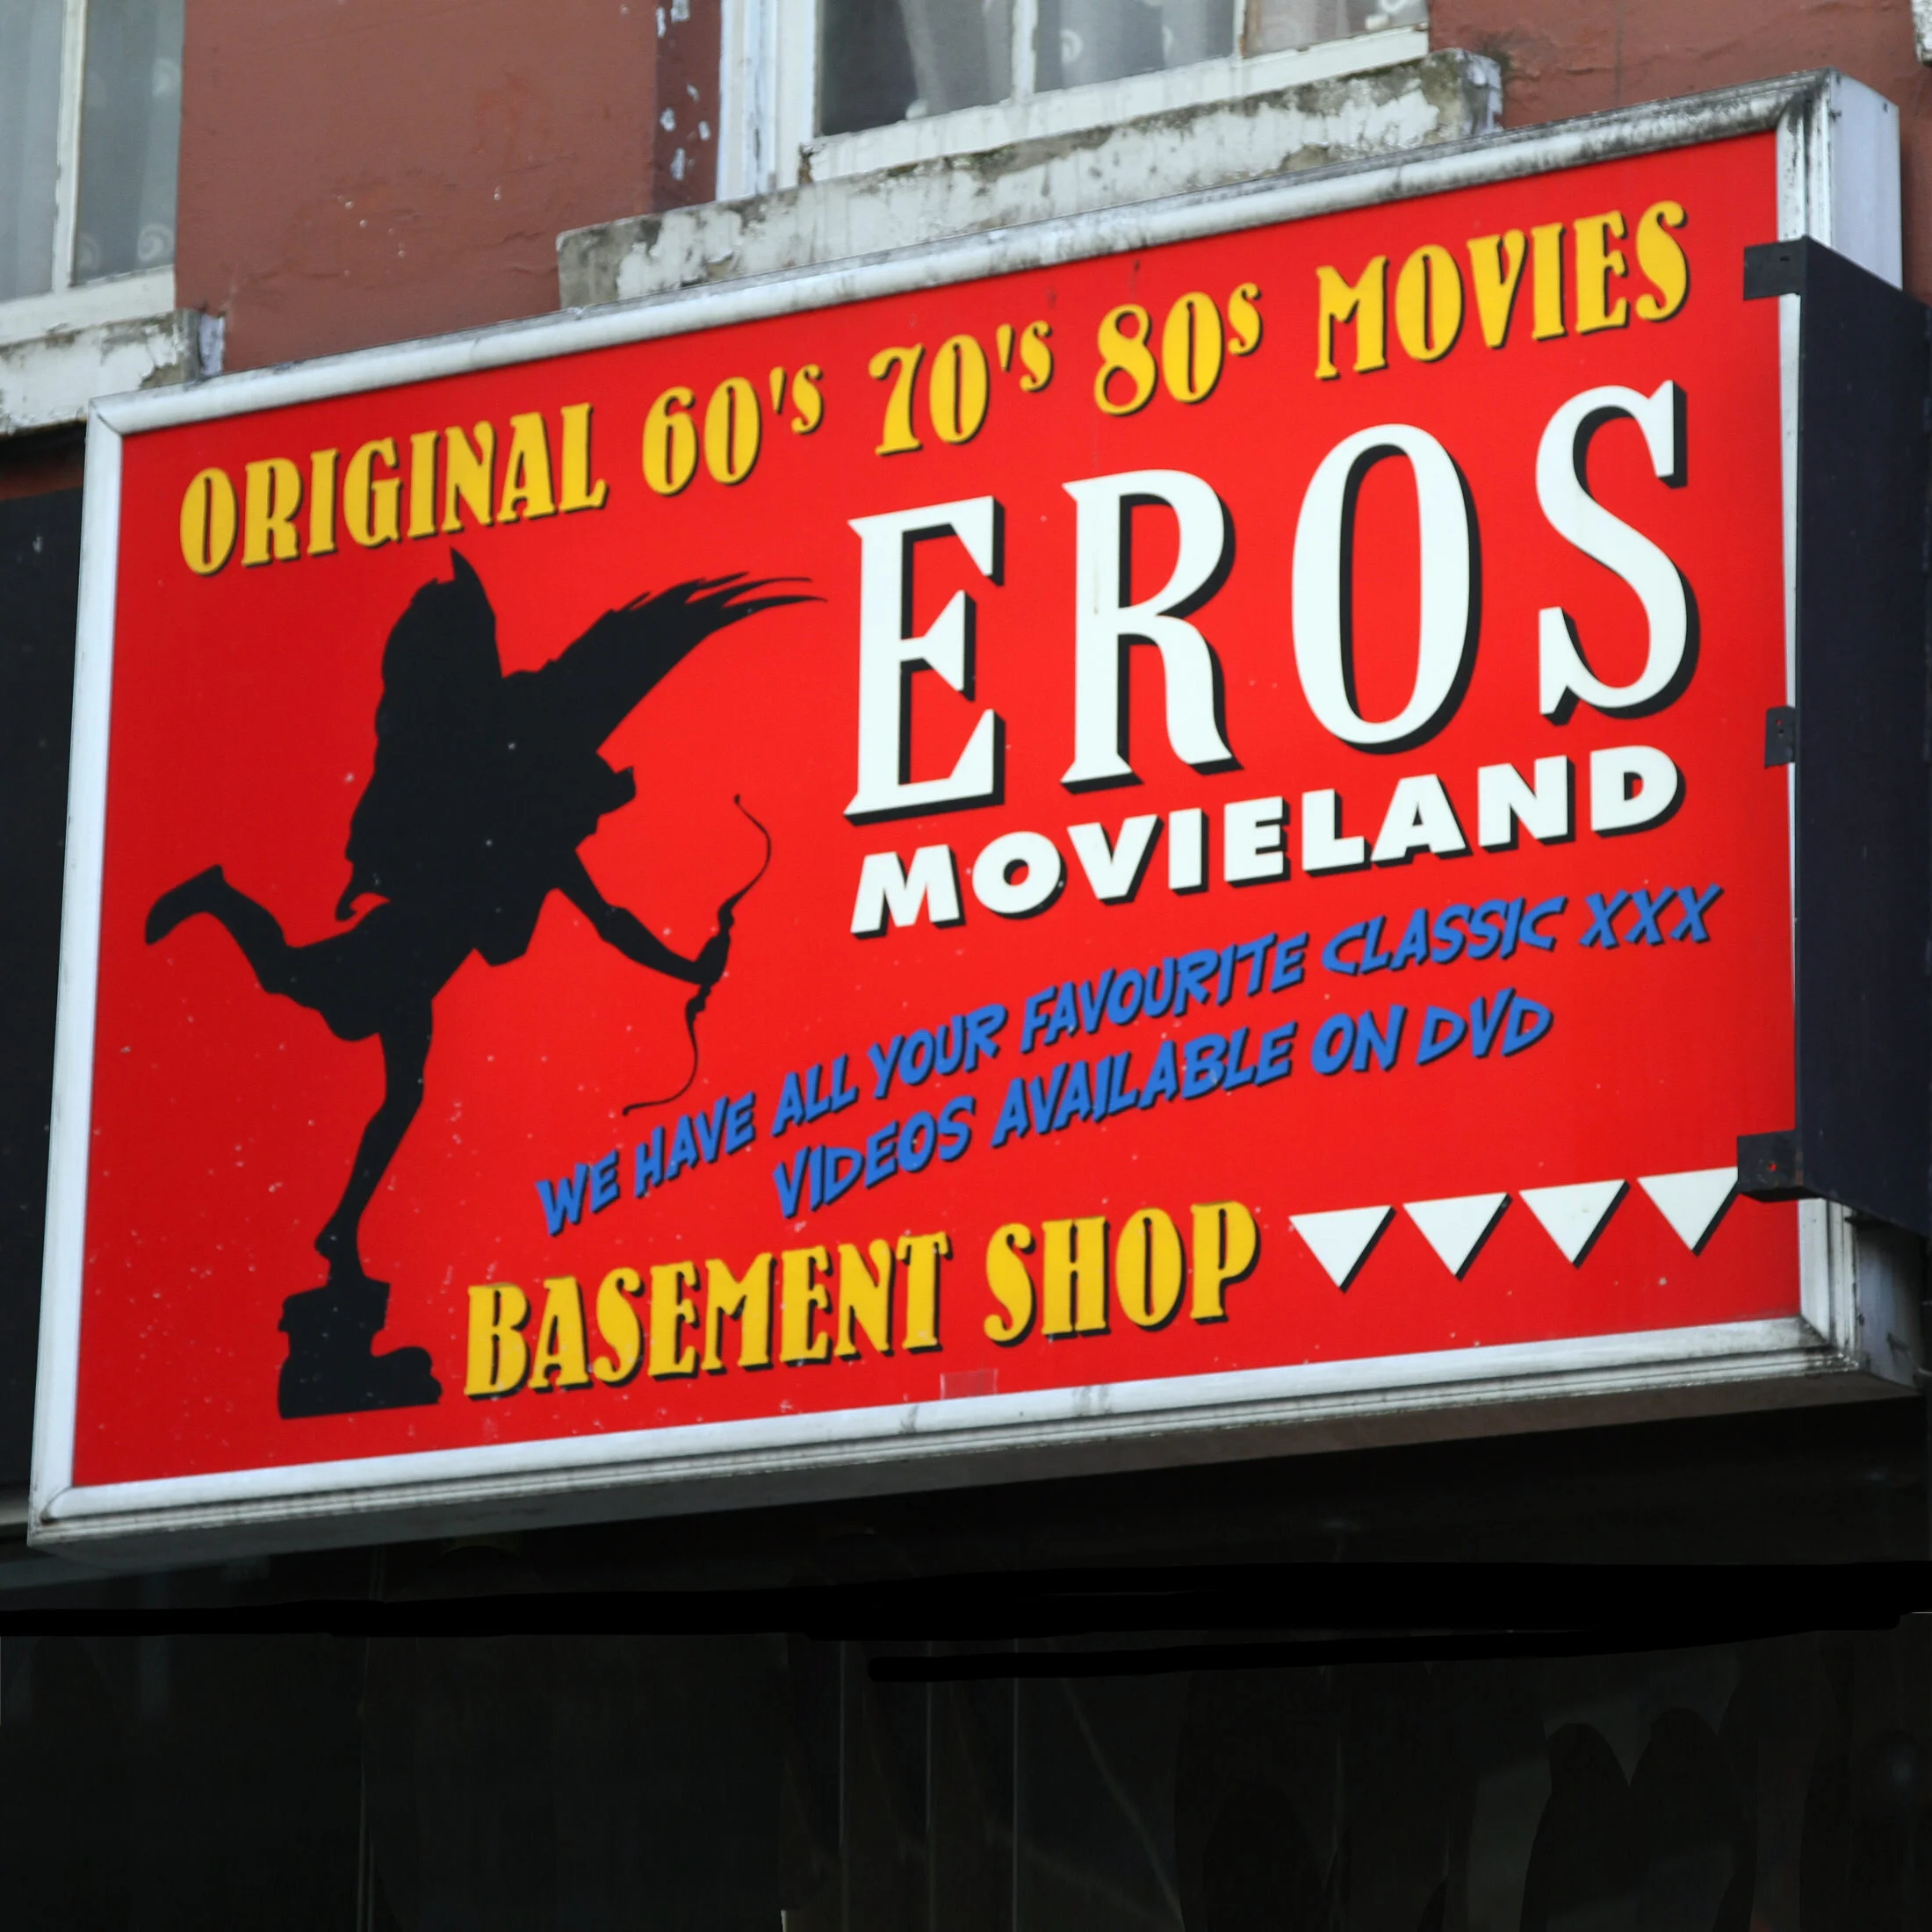 ORIGINAL 60's 70's 80s MOVIES
EROS
MOVIELAND
WE HAVE ALL YOUR FAVOURITE CLASSIC XXX
VIDEOS AVAILABLE ON DVD
BASEMENT SHOP